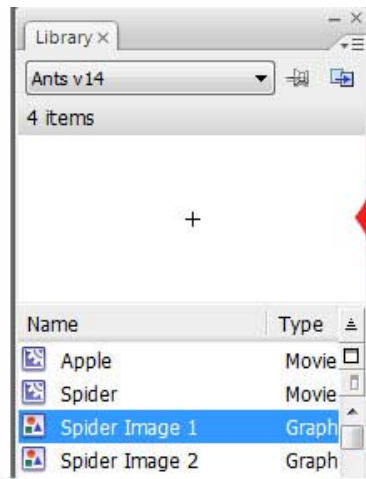 Library ×
Ants v14
4 items
Name Type
Apple Movie
Spider Movie
Spider Image 1 Graph
Spider Image 2 Graph